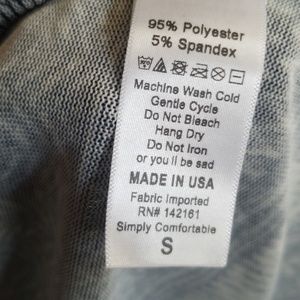 95% Polyester
5% Spandex
Machine Wash Cold
Gentle Cycle
Do Not Bleach
Hang Dry
Do Not Iron
or you ll be sad
MADE IN USA
Fabric Imported
RN# 142161
Simply Comfortable
S